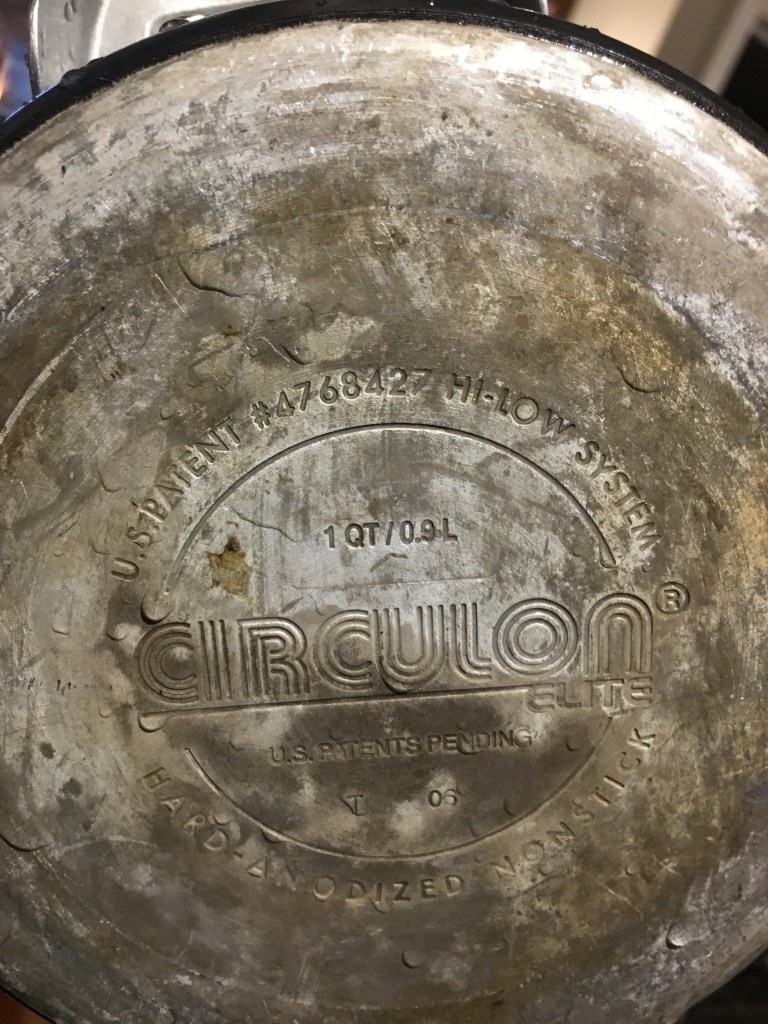 U.S. PATENT #4768427 HI-LOW SYSTEM
1 QT / 0.9 L
CIRCULON®
ELITE
U.S. PATENTS PENDING
T 06
HARD-ANODIZED NONSTICK